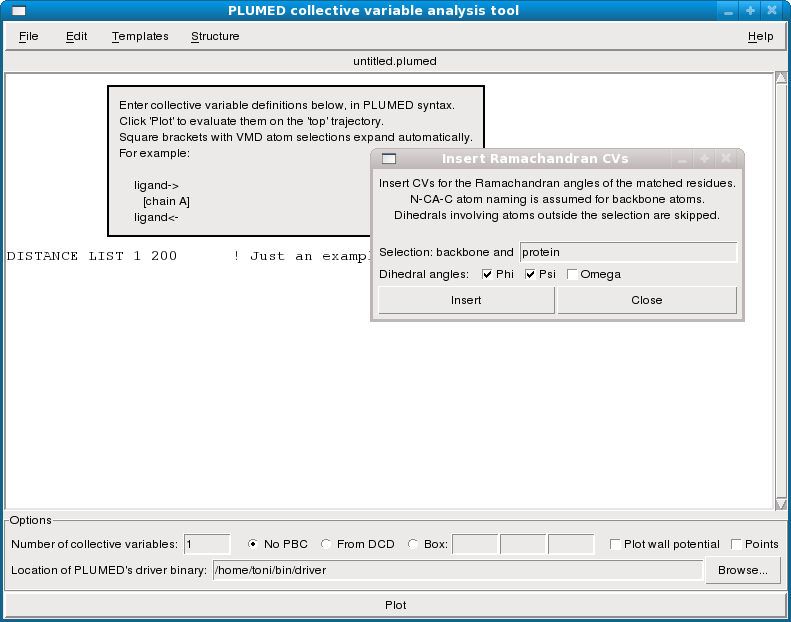 PLUMED collective variable analysis tool
File Edit Templates Structure Help
untitled.plumed
Enter collective variable definitions below, in PLUMED syntax.
Click 'Plot' to evaluate them on the 'top' trajectory.
Square brackets with VMD atom selections expand automatically.
For example:
ligand->
[chain A]
ligand<-
DISTANCE LIST 1 200 ! Just an exampl
Insert Ramachandran CVs
Insert CVs for the Ramachandran angles of the matched residues.
N-CA-C atom naming is assumed for backbone atoms.
Dihedrals involving atoms outside the selection are skipped.
Selection: backbone and protein
Dihedral angles: Phi Psi Omega
Insert Close
Options
Number of collective variables: 1 No PBC From DCD Box: Plot wall potential Points
Location of PLUMED's driver binary: /home/toni/bin/driver Browse...
Plot